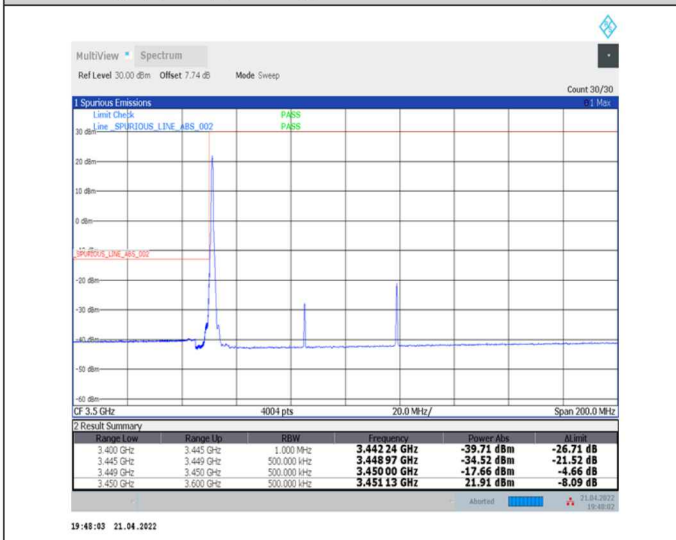 MultiView Spectrum
Ref Level 30.00 dBm Offset 7.74 dB Mode Sweep
Count 30/30
1 Spurious Emissions 1 Max
Limit Check PASS
Line _SPURIOUS_LINE_ABS_002 PASS
30 dBm
20 dBm
10 dBm
0 dBm
_SPURIOUS_LINE_ABS_002
-20 dBm
-30 dBm
-40 dBm
-50 dBm
-60 dBm
CF 3.5 GHz 4004 pts 20.0 MHz/ Span 200.0 MHz
2 Result Summary
Range Low Range Up RBW Frequency Power Abs ΔLimit
3.400 GHz 3.445 GHz 1.000 MHz 3.442 24 GHz -39.71 dBm -26.71 dB
3.445 GHz 3.449 GHz 500.000 kHz 3.448 97 GHz -34.52 dBm -21.52 dB
3.449 GHz 3.450 GHz 500.000 kHz 3.450 00 GHz -17.66 dBm -4.66 dB
3.450 GHz 3.600 GHz 500.000 kHz 3.451 13 GHz 21.91 dBm -8.09 dB
Aborted 21.04.2022
19:48:02
19:48:03 21.04.2022